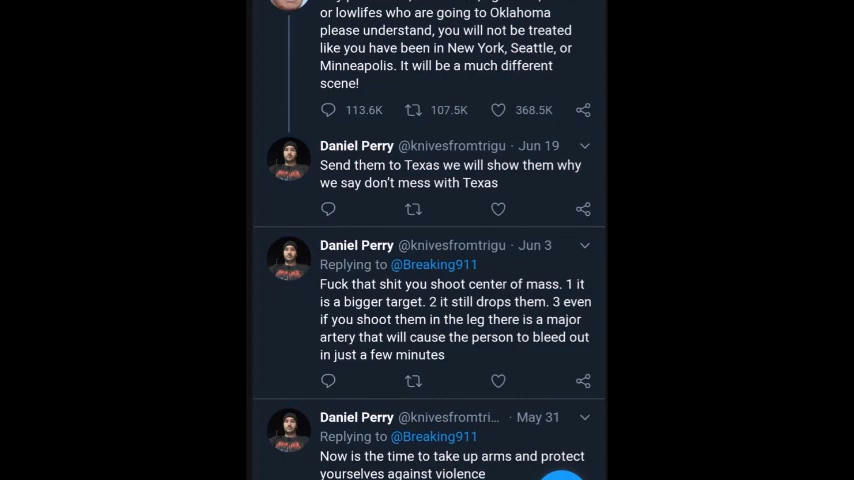 or lowlifes who are going to Oklahoma
please understand, you will not be treated
like you have been in New York, Seattle, or
Minneapolis. It will be a much different
scene!
113.6K 107.5K 368.5K
Daniel Perry @knivesfromtrigu · Jun 19
Send them to Texas we will show them why
we say don't mess with Texas
Daniel Perry @knivesfromtrigu · Jun 3
Replying to @Breaking911
Fuck that shit you shoot center of mass. 1 it
is a bigger target. 2 it still drops them. 3 even
if you shoot them in the leg there is a major
artery that will cause the person to bleed out
in just a few minutes
Daniel Perry @knivesfromtri... · May 31
Replying to @Breaking911
Now is the time to take up arms and protect
yourselves against violence